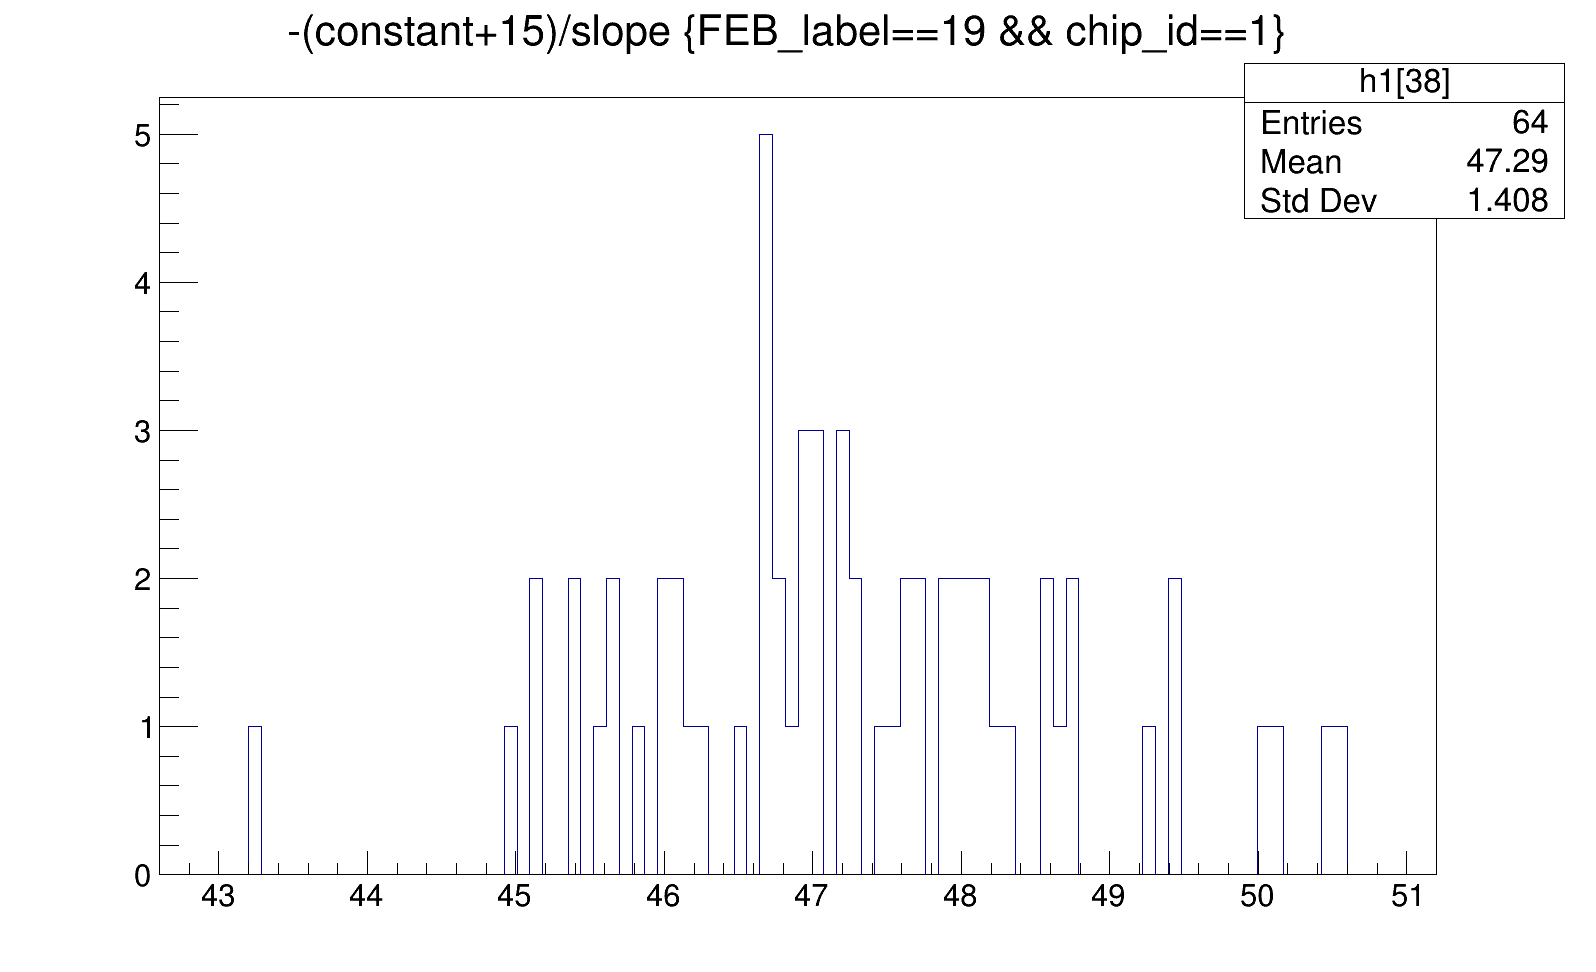 -(constant+15)/slope {FEB_label==19 && chip_id==1}
h1[38]
Entries 64
Mean 47.29
Std Dev 1.408
5
4
3
2
1
0
43 44 45 46 47 48 49 50 51